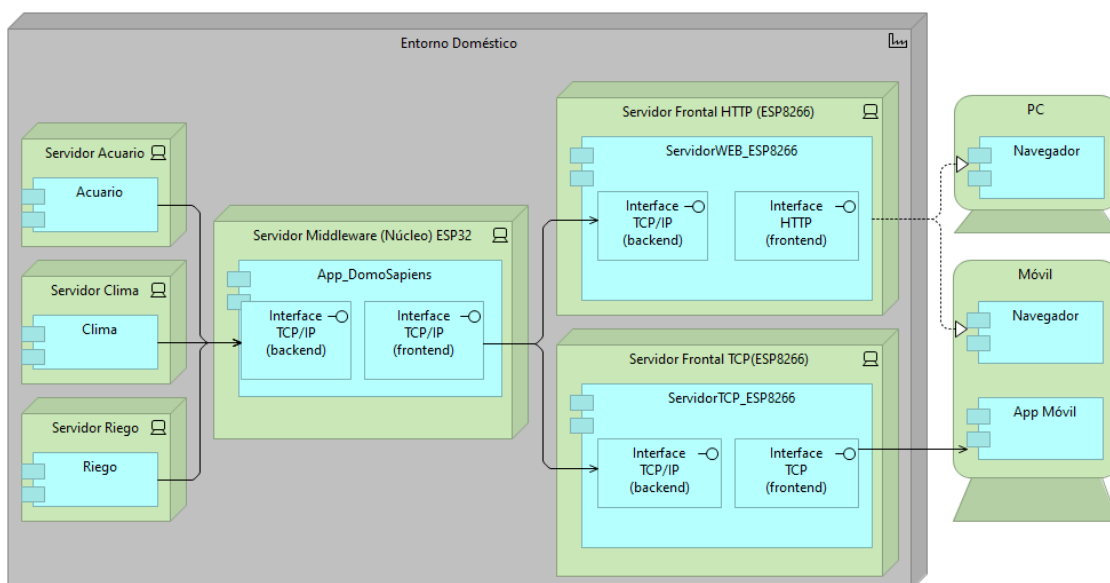 Entorno Doméstico
Servidor Acuario
Acuario
Servidor Clima
Clima
Servidor Riego
Riego
Servidor Middleware (Núcleo) ESP32
App_DomoSapiens
Interface
TCP/IP
(backend)
Interface
TCP/IP
(frontend)
Servidor Frontal HTTP (ESP8266)
ServidorWEB_ESP8266
Interface
TCP/IP
(backend)
Interface
HTTP
(frontend)
Servidor Frontal TCP(ESP8266)
ServidorTCP_ESP8266
Interface
TCP/IP
(backend)
Interface
TCP
(frontend)
PC
Navegador
Móvil
Navegador
App Móvil